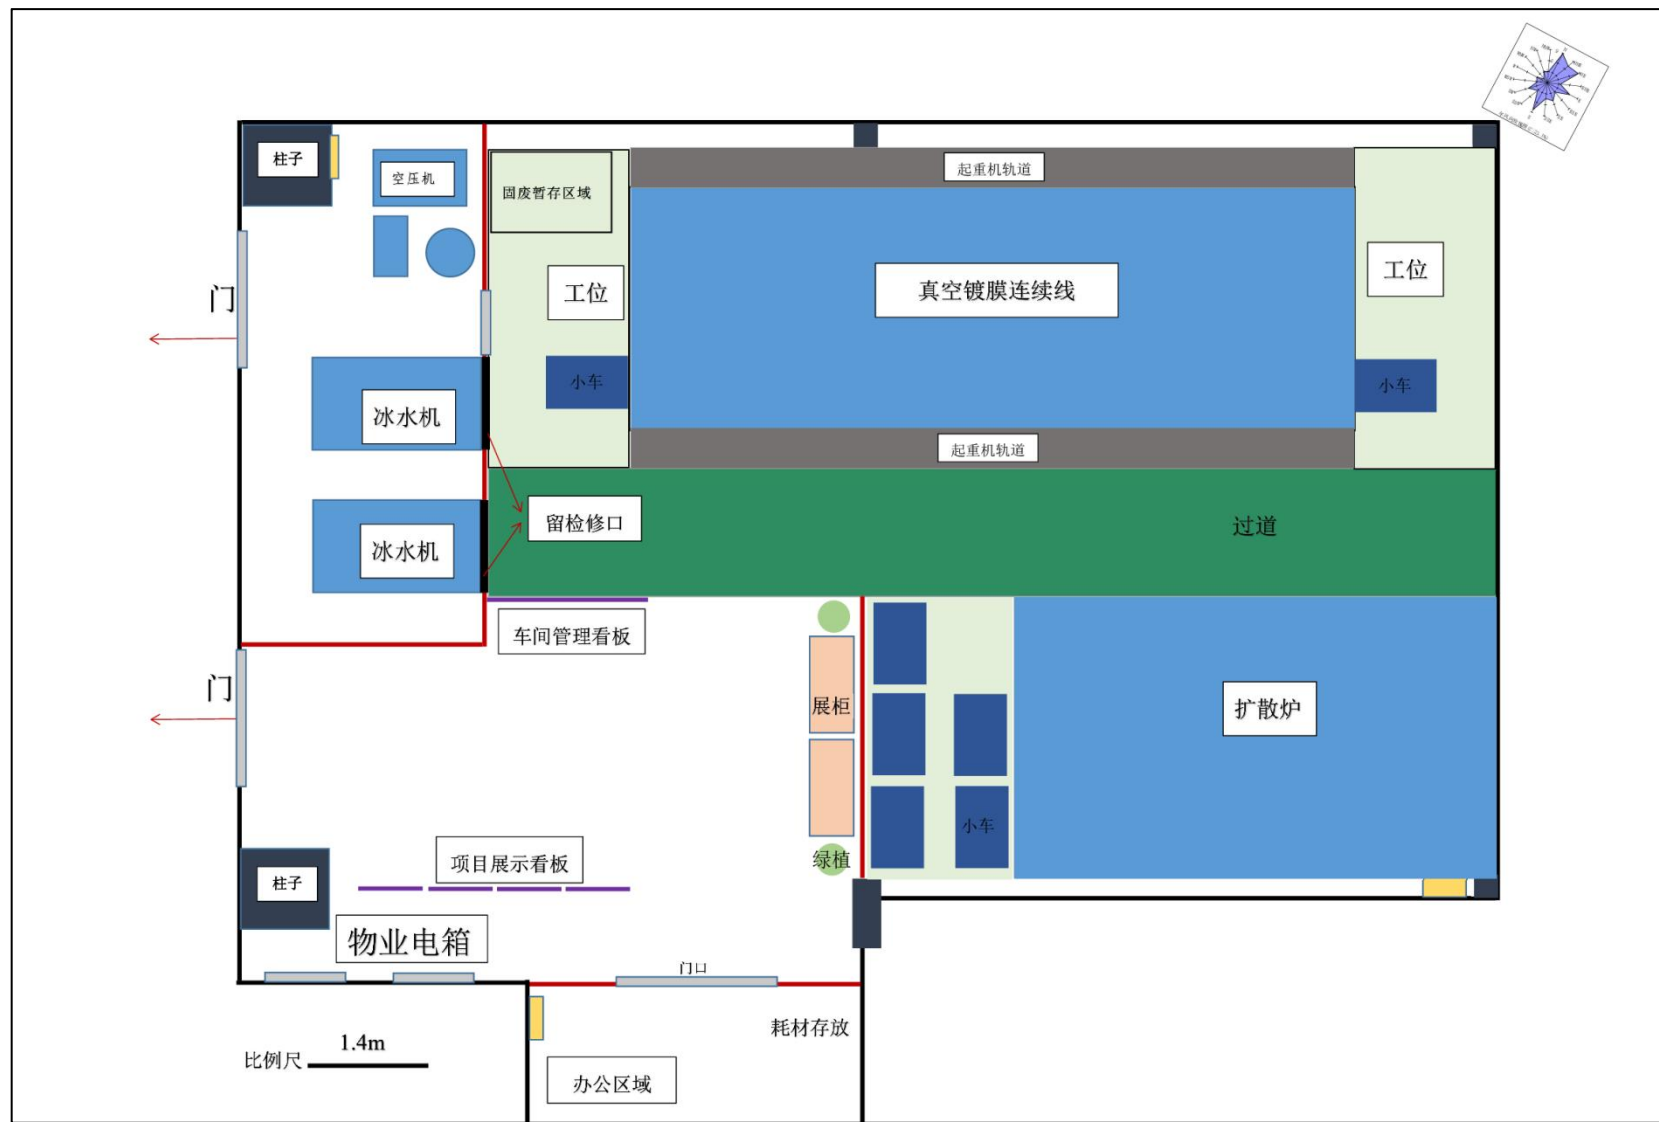 柱子
空压机
起重机轨道
固废暂存区域
门
工位
真空镀膜连续线
工位
小车
小车
冰水机
起重机轨道
留检修口
过道
冰水机
车间管理看板
门
展柜
扩散炉
小车
绿植
项目展示看板
柱子
物业电箱
门口
耗材存放
1.4m
比例尺
办公区域